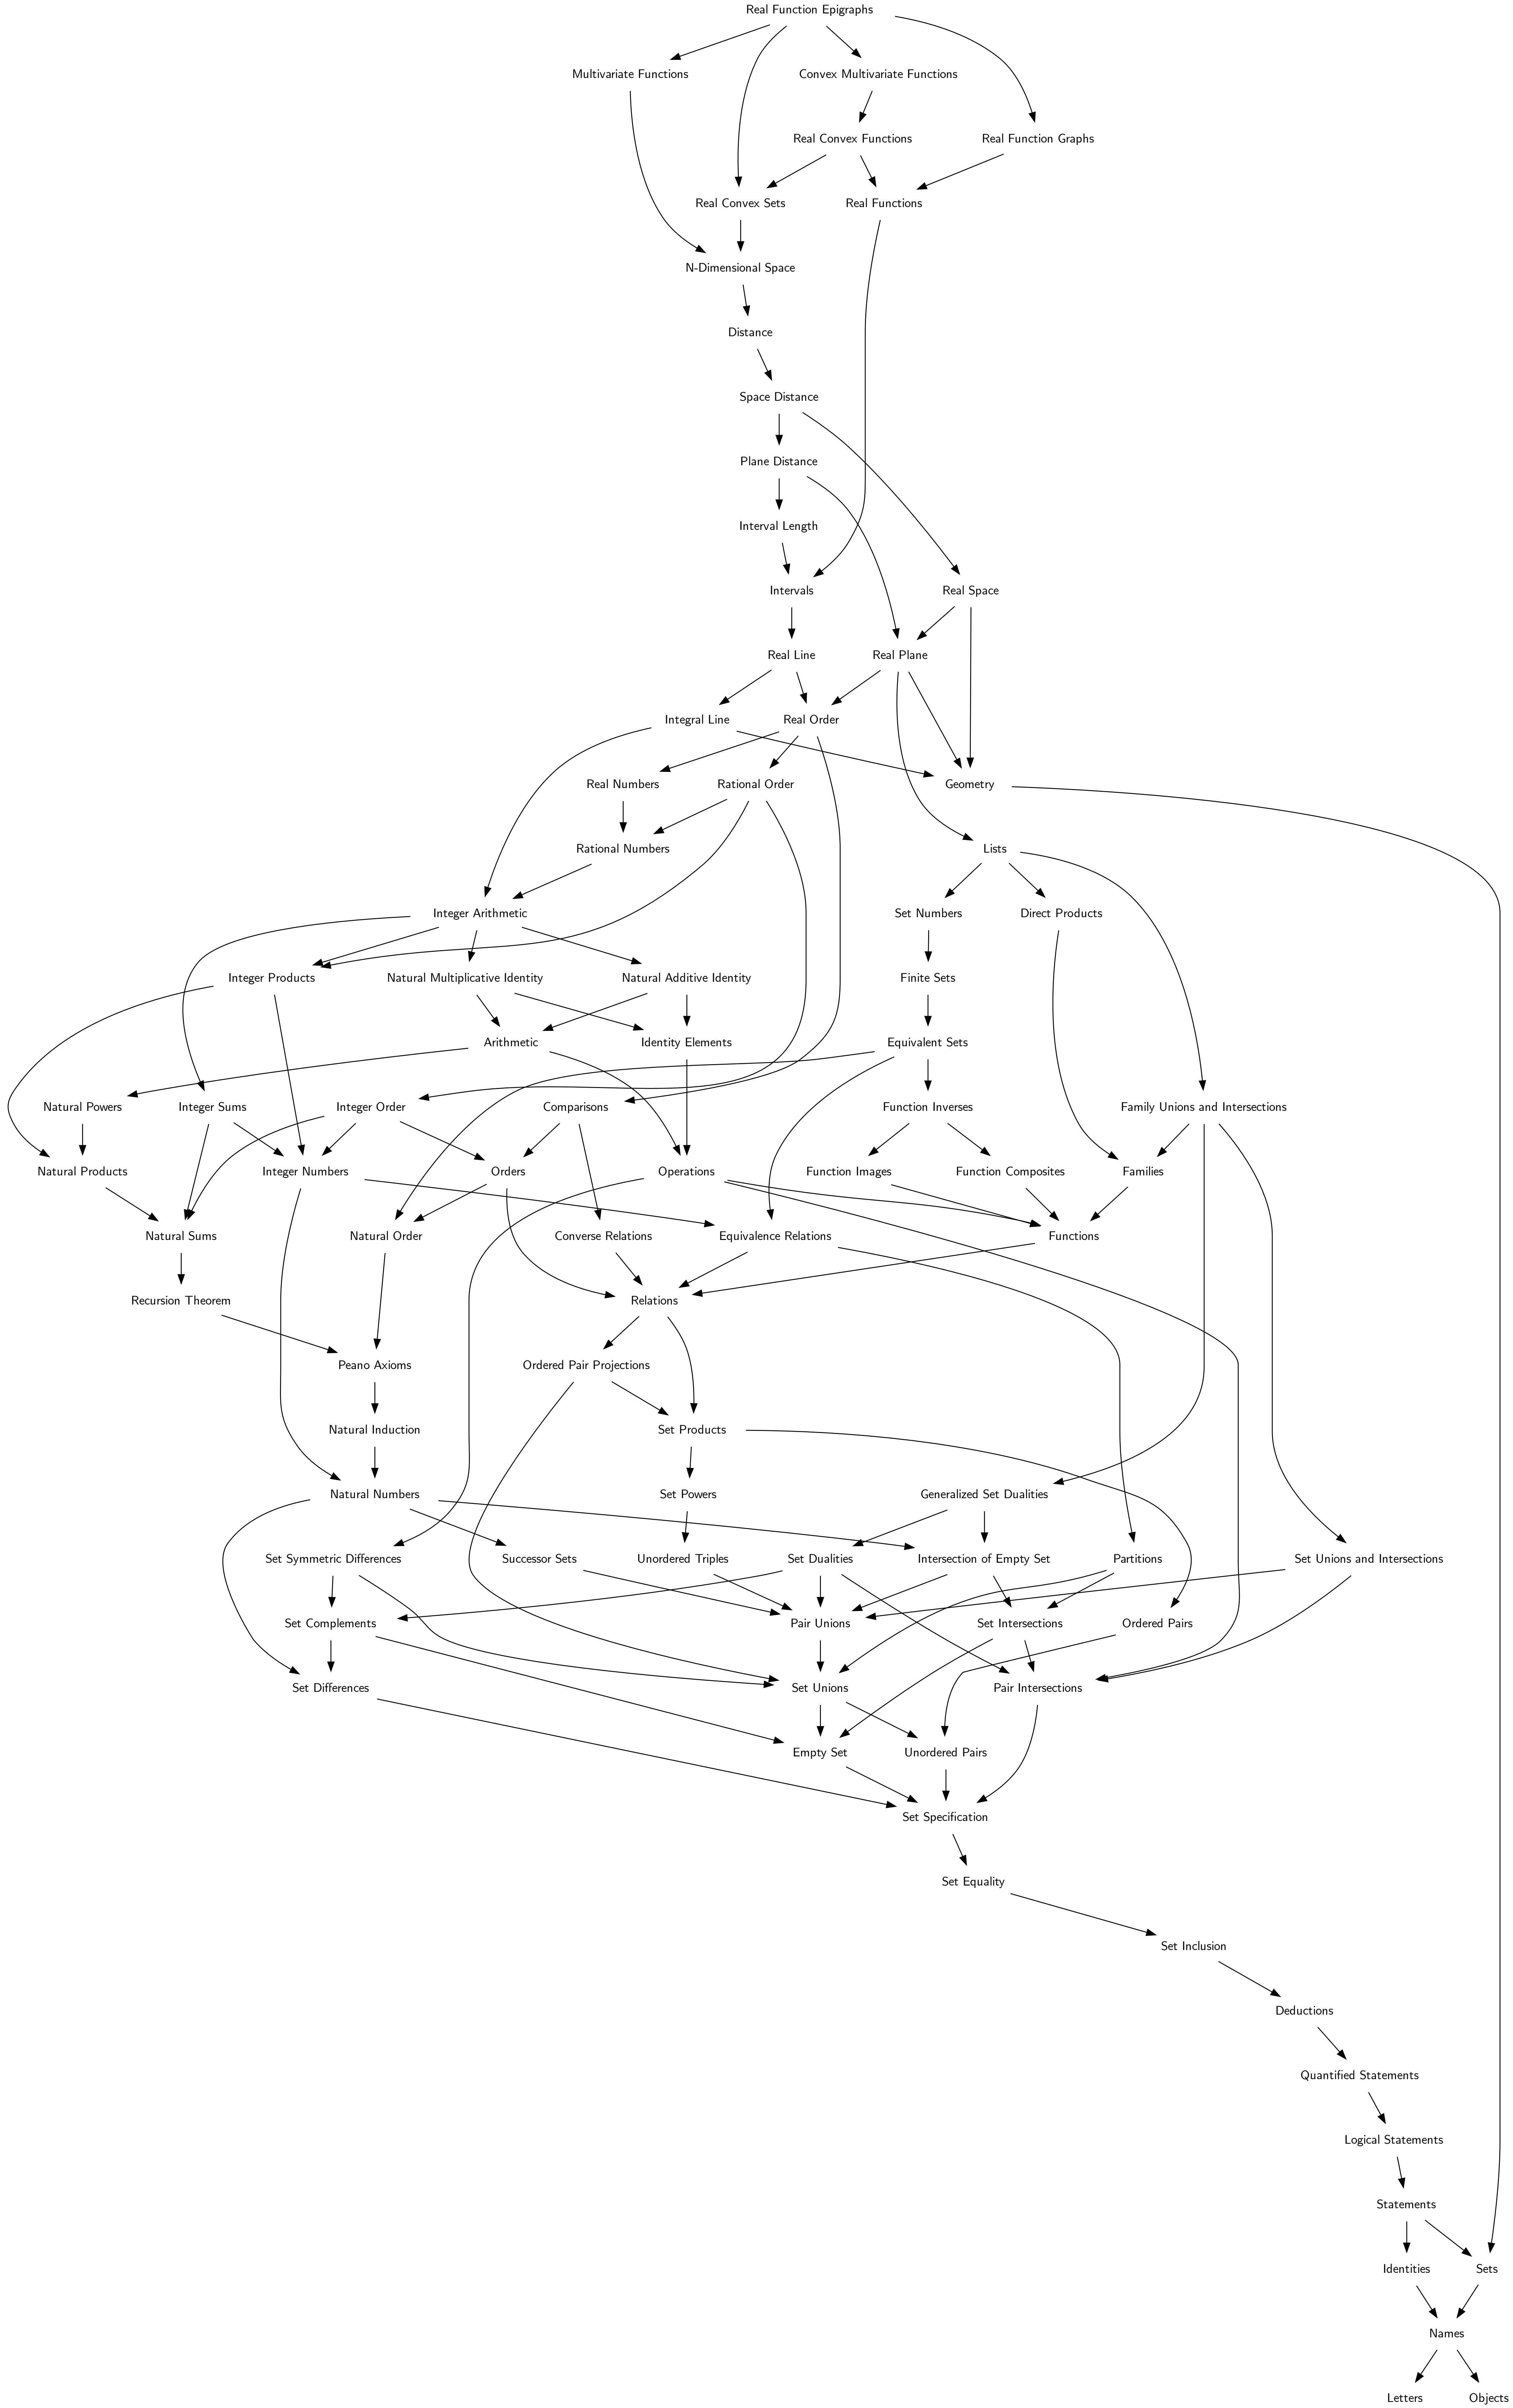 Real Function Epigraphs
Multivariate Functions
Convex Multivariate Functions
Real Convex Functions
Real Function Graphs
Real Convex Sets
Real Functions
N-Dimensional Space
Distance
Space Distance
Plane Distance
Interval Length
Intervals
Real Space
Real Line
Real Plane
Integral Line
Real Order
Real Numbers
Rational Order
Geometry
Rational Numbers
Lists
Integer Arithmetic
Set Numbers
Direct Products
Integer Products
Natural Multiplicative Identity
Natural Additive Identity
Finite Sets
Arithmetic
Identity Elements
Equivalent Sets
Natural Powers
Integer Sums
Integer Order
Comparisons
Function Inverses
Family Unions and Intersections
Natural Products
Integer Numbers
Orders
Operations
Function Images
Function Composites
Families
Natural Sums
Natural Order
Converse Relations
Equivalence Relations
Functions
Recursion Theorem
Relations
Peano Axioms
Ordered Pair Projections
Natural Induction
Set Products
Natural Numbers
Set Powers
Generalized Set Dualities
Set Symmetric Differences
Successor Sets
Unordered Triples
Set Dualities
Intersection of Empty Set
Partitions
Set Unions and Intersections
Set Complements
Pair Unions
Set Intersections
Ordered Pairs
Set Differences
Set Unions
Pair Intersections
Empty Set
Unordered Pairs
Set Specification
Set Equality
Set Inclusion
Deductions
Quantified Statements
Logical Statements
Statements
Identities
Sets
Names
Letters
Objects